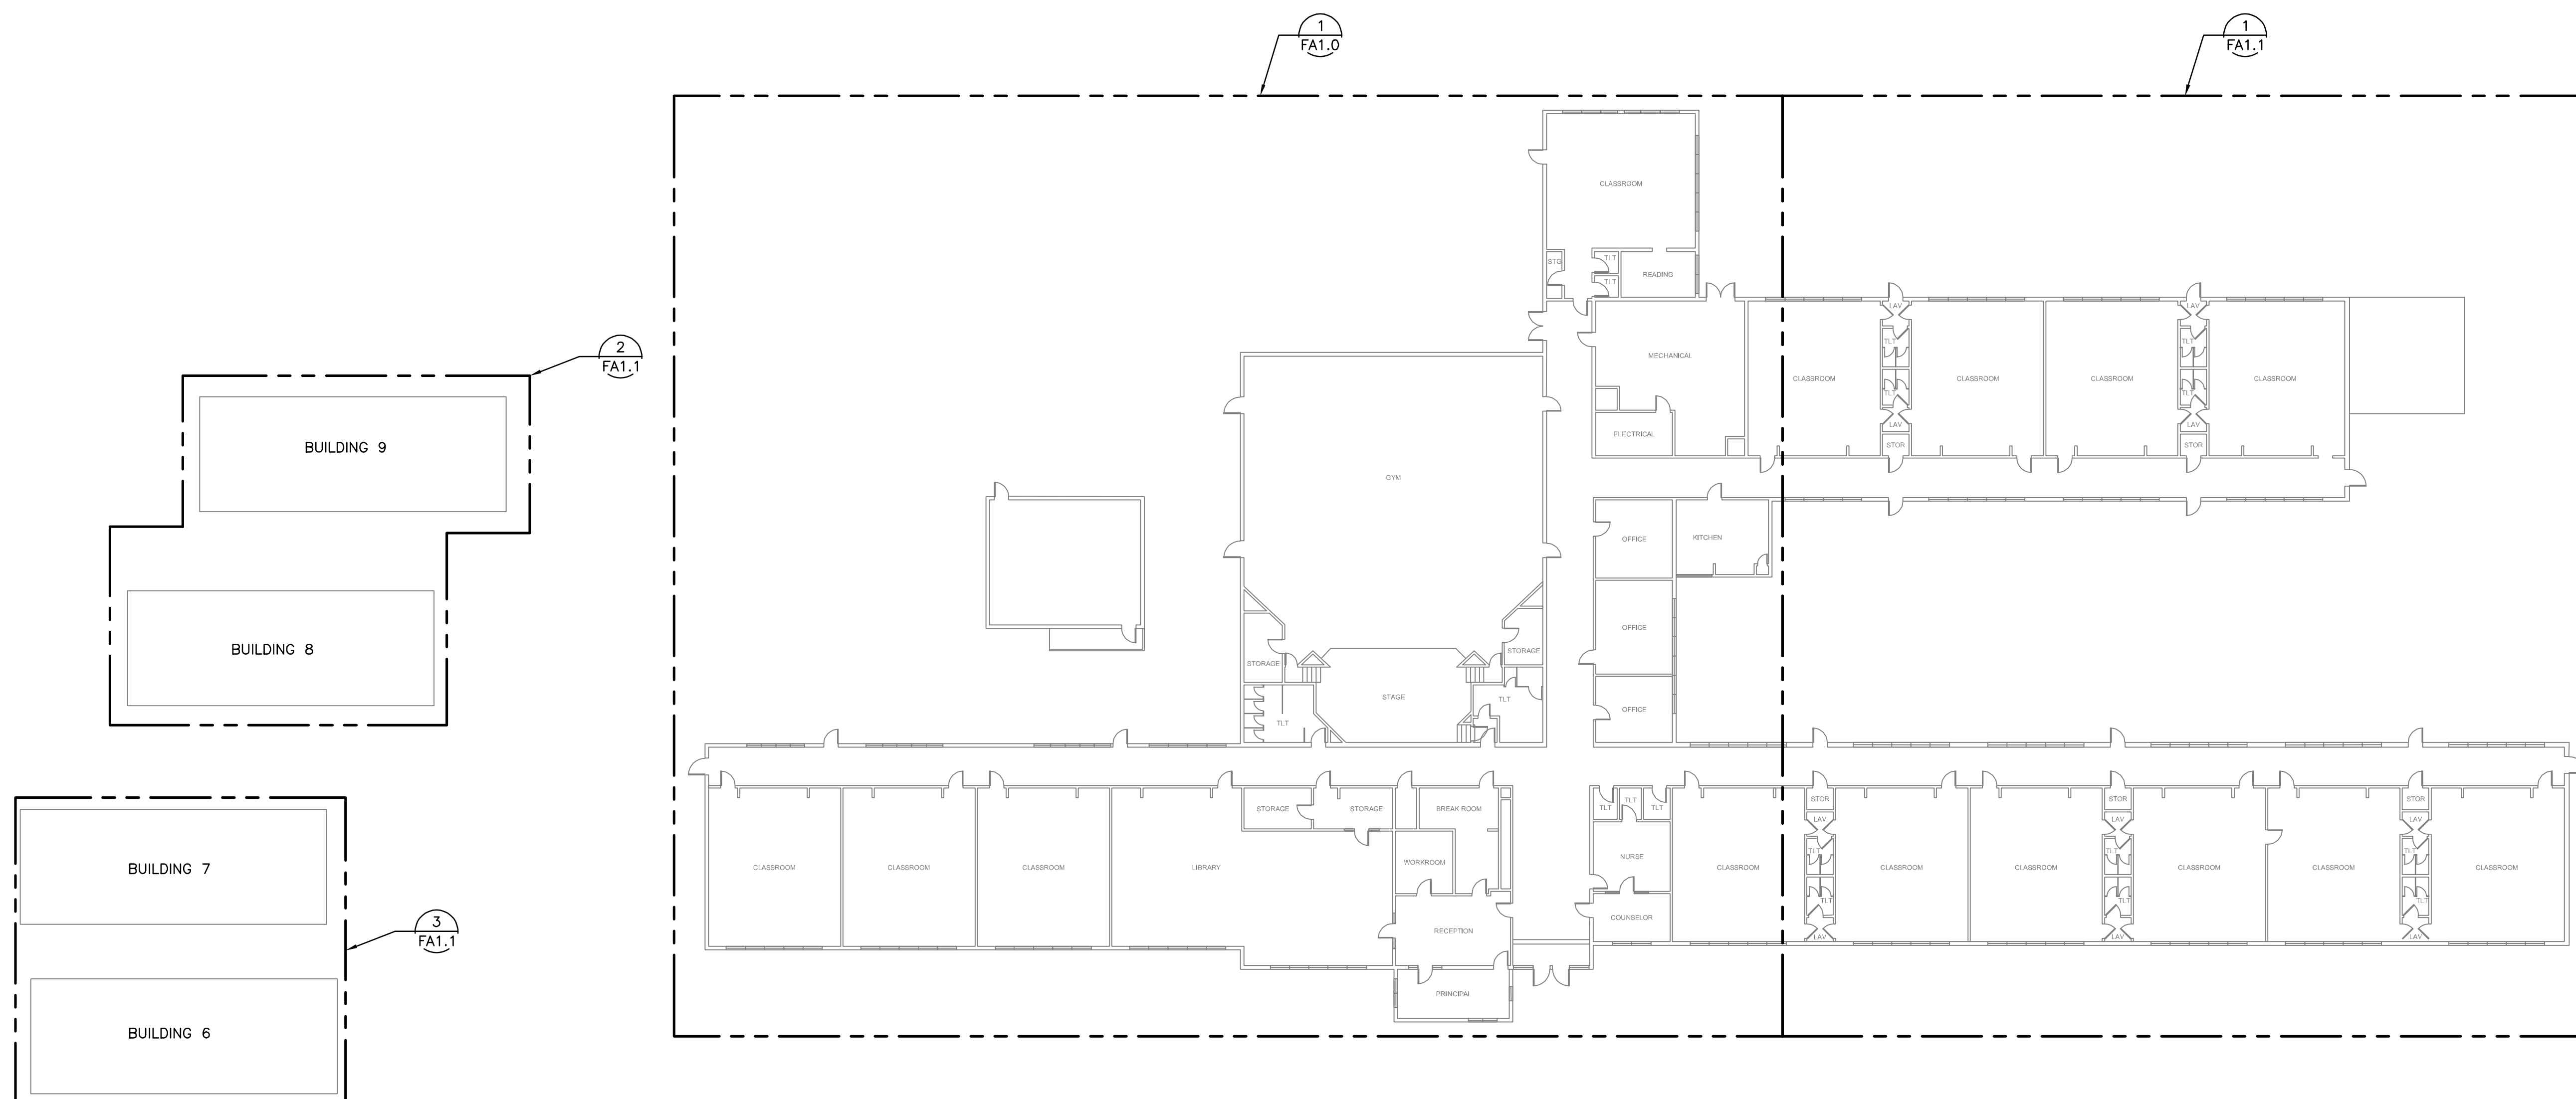 1
FA1.0
1
FA1.1
CLASSROOM
STG
TLT
TLT
READING
LAV
LAV
2
FA1.1
MECHANICAL
TLT
TLT
CLASSROOM
CLASSROOM
CLASSROOM
CLASSROOM
TLT
TLT
LAV
LAV
ELECTRICAL
STOR
STOR
BUILDING 9
GYM
OFFICE
KITCHEN
OFFICE
BUILDING 8
STORAGE
STORAGE
STAGE
TLT
OFFICE
TLT
STORAGE
STORAGE
BREAK ROOM
TLT
TLT
TLT
STOR
STOR
STOR
LAV
LAV
LAV
TLT
TLT
TLT
WORKROOM
NURSE
BUILDING 7
CLASSROOM
CLASSROOM
CLASSROOM
LIBRARY
CLASSROOM
CLASSROOM
CLASSROOM
CLASSROOM
CLASSROOM
CLASSROOM
TLT
TLT
TLT
3
FA1.1
COUNSELOR
RECEPTION
LAV
LAV
LAV
PRINCIPAL
BUILDING 6